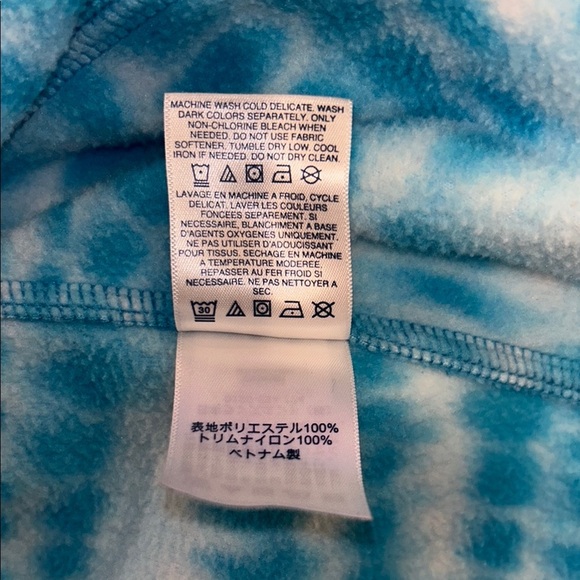 MACHINE WASH COLD DELICATE. WASH
DARK COLORS SEPARATELY. ONLY
NON-CHLORINE BLEACH WHEN
NEEDED. DO NOT USE FABRIC
SOFTENER. TUMBLE DRY LOW. COOL
IRON IF NEEDED. DO NOT DRY CLEAN.
LAVAGE EN MACHINE A FROID, CYCLE
DELICAT. LAVER LES COULEURS
FONCEES SEPAREMENT. SI
NECESSAIRE, BLANCHIMENT A BASE
D'AGENTS OXYGENES UNIQUEMENT.
NE PAS UTILISER D'ADOUCISSANT
POUR TISSUS. SECHAGE EN MACHINE
A TEMPERATURE MODEREE.
REPASSER AU FER FROID SI
NECESSAIRE. NE PAS NETTOYER A
SEC.
30
表地ポリエステル100%
トリムナイロン100%
ベトナム製